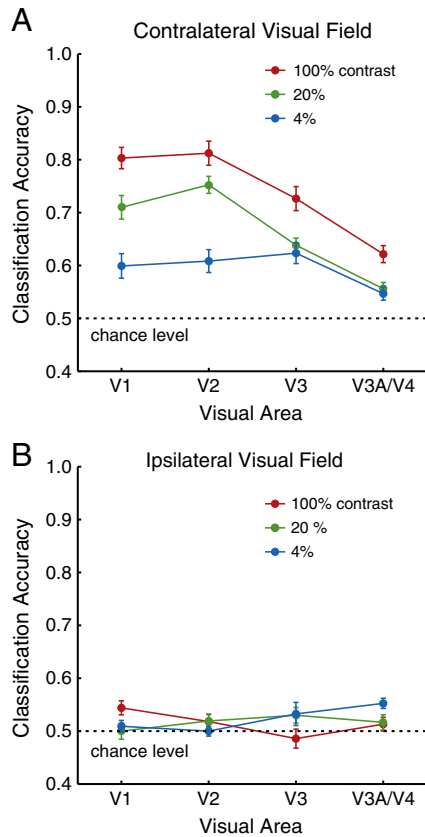 A
Contralateral Visual Field
Classification Accuracy
1.0
0.9
0.8
0.7
0.6
0.5
0.4
100% contrast
20%
4%
chance level
V1 V2 V3 V3A/V4
Visual Area
B
Ipsilateral Visual Field
Classification Accuracy
1.0
0.9
0.8
0.7
0.6
0.5
0.4
100% contrast
20 %
4%
chance level
V1 V2 V3 V3A/V4
Visual Area